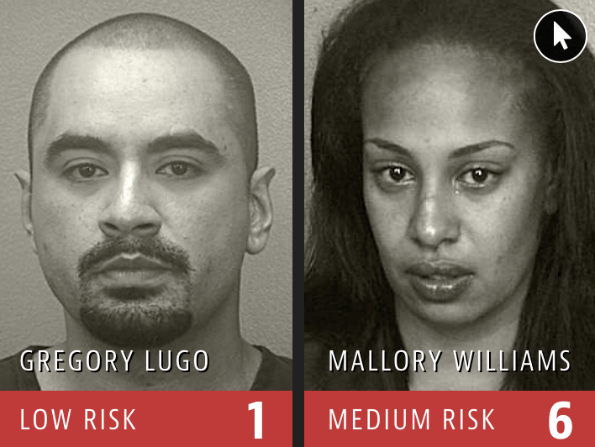 GREGORY LUGO
MALLORY WILLIAMS
LOW RISK 1
MEDIUM RISK 6